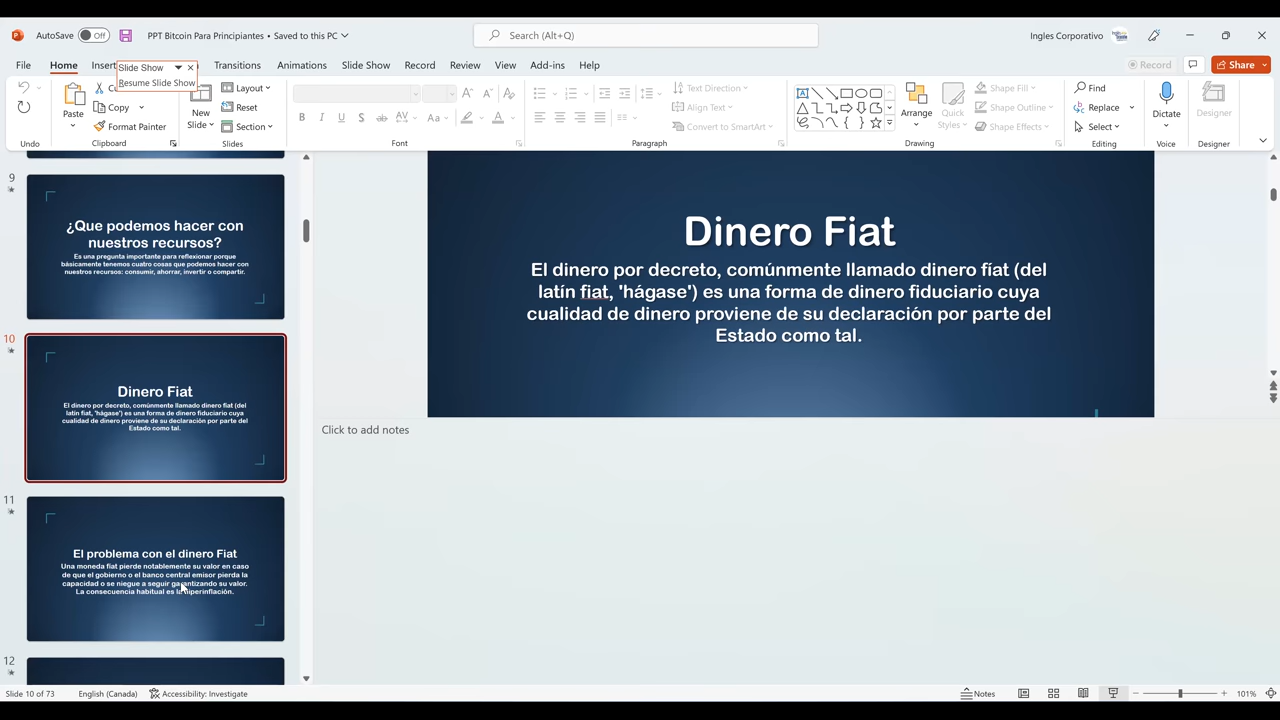 AutoSave Off PPT Bitcoin Para Principiantes • Saved to this PC Search (Alt+Q) Ingles Corporativo
File Home Insert Transitions Animations Slide Show Record Review View Add-ins Help Record Share
Slide Show
Resume Slide Show
Paste
Copy
Format Painter
New
Slide
Layout
Reset
Section
B I U S ab AV Aa A
Text Direction
Align Text
Convert to SmartArt
Arrange
Quick
Styles
Shape Fill
Shape Outline
Shape Effects
Find
Replace
Select
Dictate
Designer
Undo Clipboard Slides Font Paragraph Drawing Editing Voice Designer
9
¿Que podemos hacer con
nuestros recursos?
Es una pregunta importante para reflexionar porque
básicamente tenemos cuatro cosas que podemos hacer con
nuestros recursos: consumir, ahorrar, invertir o compartir.
10
Dinero Fiat
El dinero por decreto, comúnmente llamado dinero fíat (del
latín fiat, 'hágase') es una forma de dinero fiduciario cuya
cualidad de dinero proviene de su declaración por parte del
Estado como tal.
11
El problema con el dinero Fiat
Una moneda fiat pierde notablemente su valor en caso
de que el gobierno o el banco central emisor pierda la
capacidad o se niegue a seguir garantizando su valor.
La consecuencia habitual es la hiperinflación.
12
Dinero Fiat
El dinero por decreto, comúnmente llamado dinero fíat (del
latín fiat, 'hágase') es una forma de dinero fiduciario cuya
cualidad de dinero proviene de su declaración por parte del
Estado como tal.
Click to add notes
Slide 10 of 73 English (Canada) Accessibility: Investigate Notes 101%